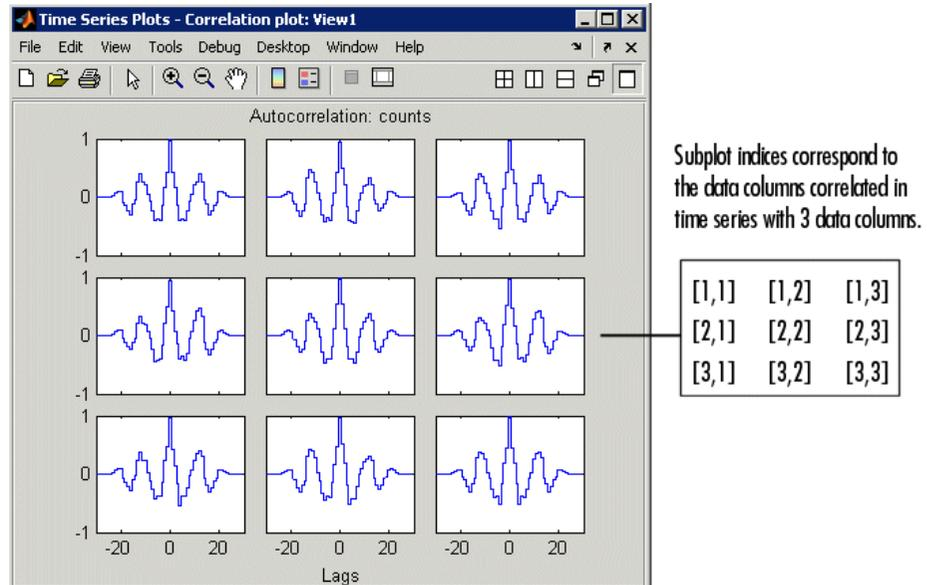 Time Series Plots - Correlation plot: View1
File Edit View Tools Debug Desktop Window Help
Autocorrelation: counts
1
0
-1
1
0
-1
1
0
-1
-20 0 20 -20 0 20 -20 0 20
Lags
Subplot indices correspond to
the data columns correlated in
time series with 3 data columns.
[1,1] [1,2] [1,3]
[2,1] [2,2] [2,3]
[3,1] [3,2] [3,3]